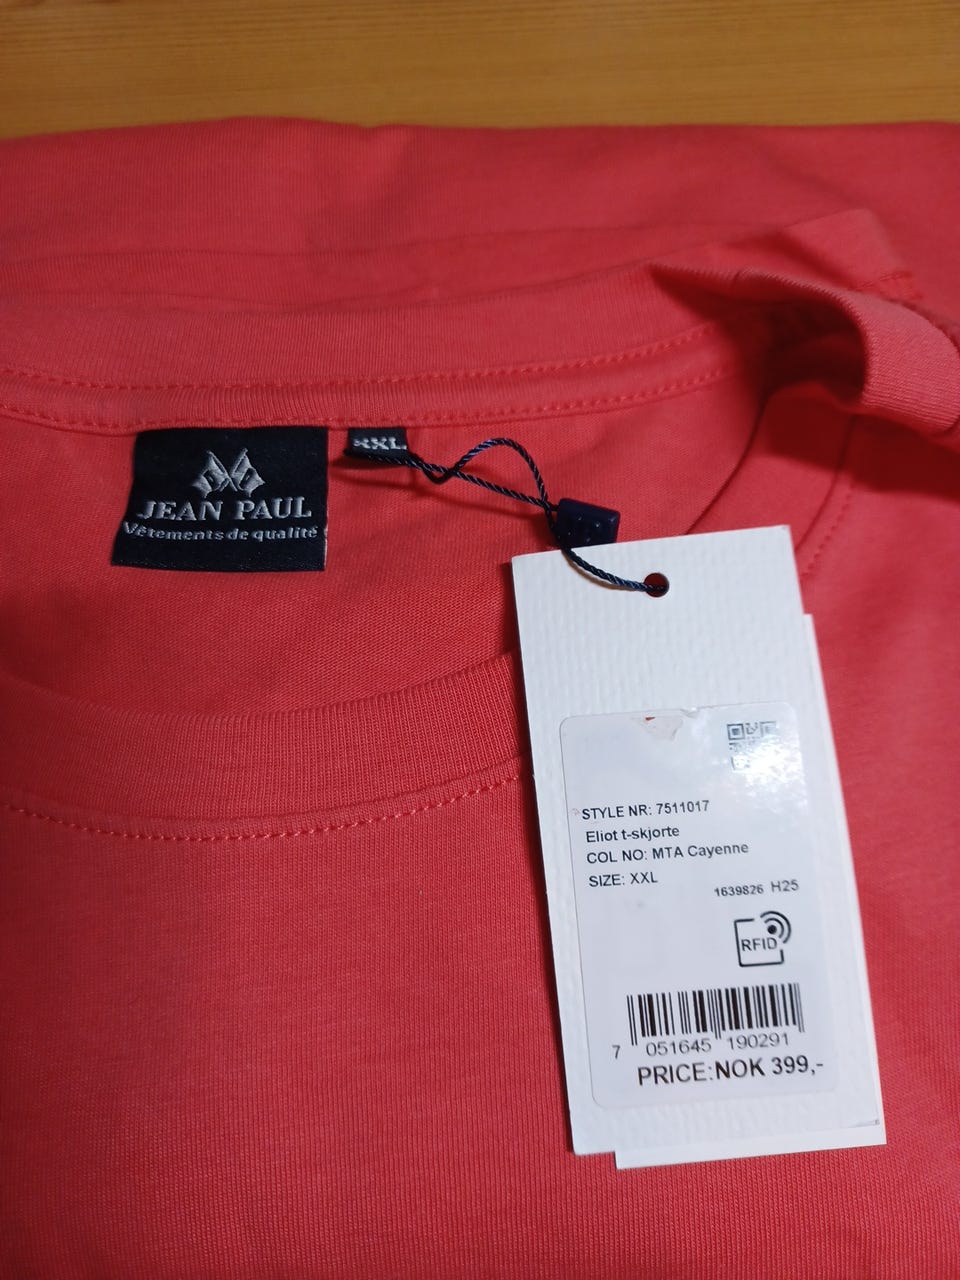 JEAN PAUL
Vêtements de qualité
XXL
STYLE NR: 7511017
Eliot t-skjorte
COL NO: MTA Cayenne
SIZE: XXL
1639826 H25
RFID
7 051645 190291
PRICE:NOK 399,-